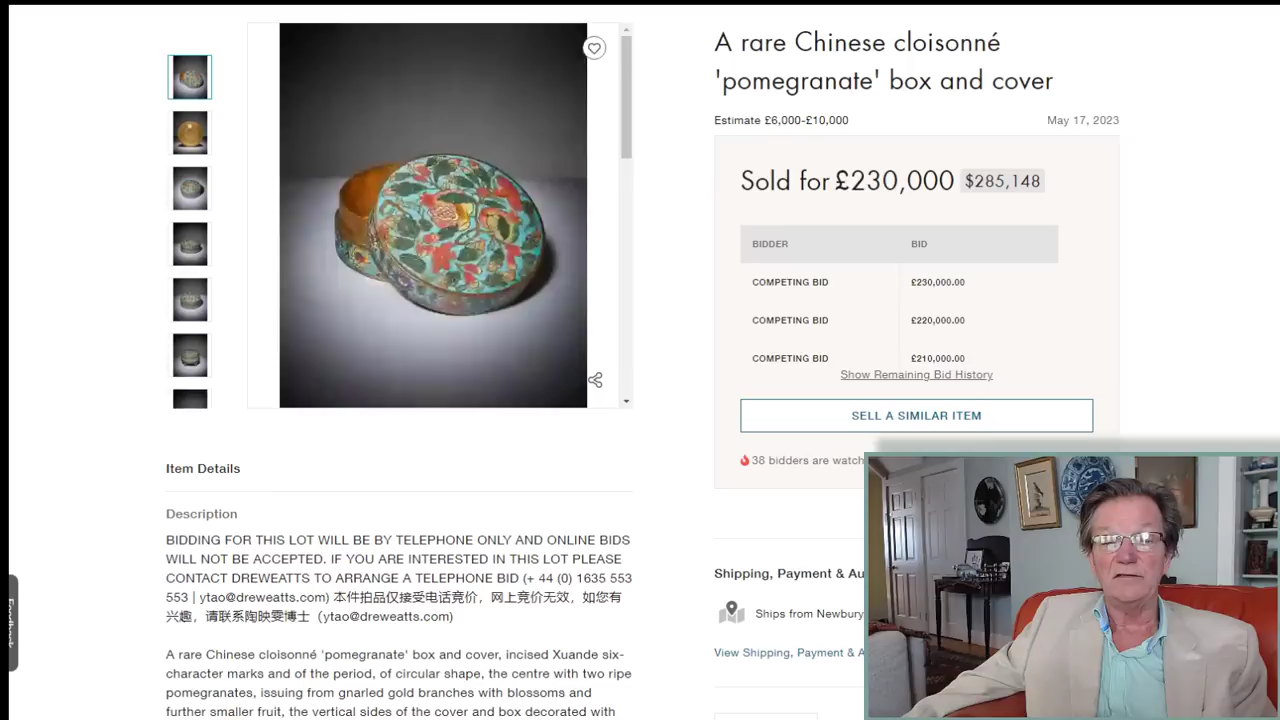 A rare Chinese cloisonné
'pomegranate' box and cover
Estimate £6,000-£10,000
May 17, 2023
Sold for £230,000 $285,148
BIDDER BID
COMPETING BID £230,000.00
COMPETING BID £220,000.00
COMPETING BID £210,000.00
Show Remaining Bid History
SELL A SIMILAR ITEM
38 bidders are watch
Item Details
Description
BIDDING FOR THIS LOT WILL BE BY TELEPHONE ONLY AND ONLINE BIDS
WILL NOT BE ACCEPTED. IF YOU ARE INTERESTED IN THIS LOT PLEASE
CONTACT DREWEATTS TO ARRANGE A TELEPHONE BID (+ 44 (0) 1635 553
553 | ytao@dreweatts.com) 本件拍品仅接受电话竞价，网上竞价无效，如您有
兴趣，请联系陶映雯博士（ytao@dreweatts.com)
A rare Chinese cloisonné 'pomegranate' box and cover, incised Xuande six-
character marks and of the period, of circular shape, the centre with two ripe
pomegranates, issuing from gnarled gold branches with blossoms and
further smaller fruit, the vertical sides of the cover and box decorated with
Shipping, Payment & Au
Ships from Newbury
View Shipping, Payment & A
Feedback